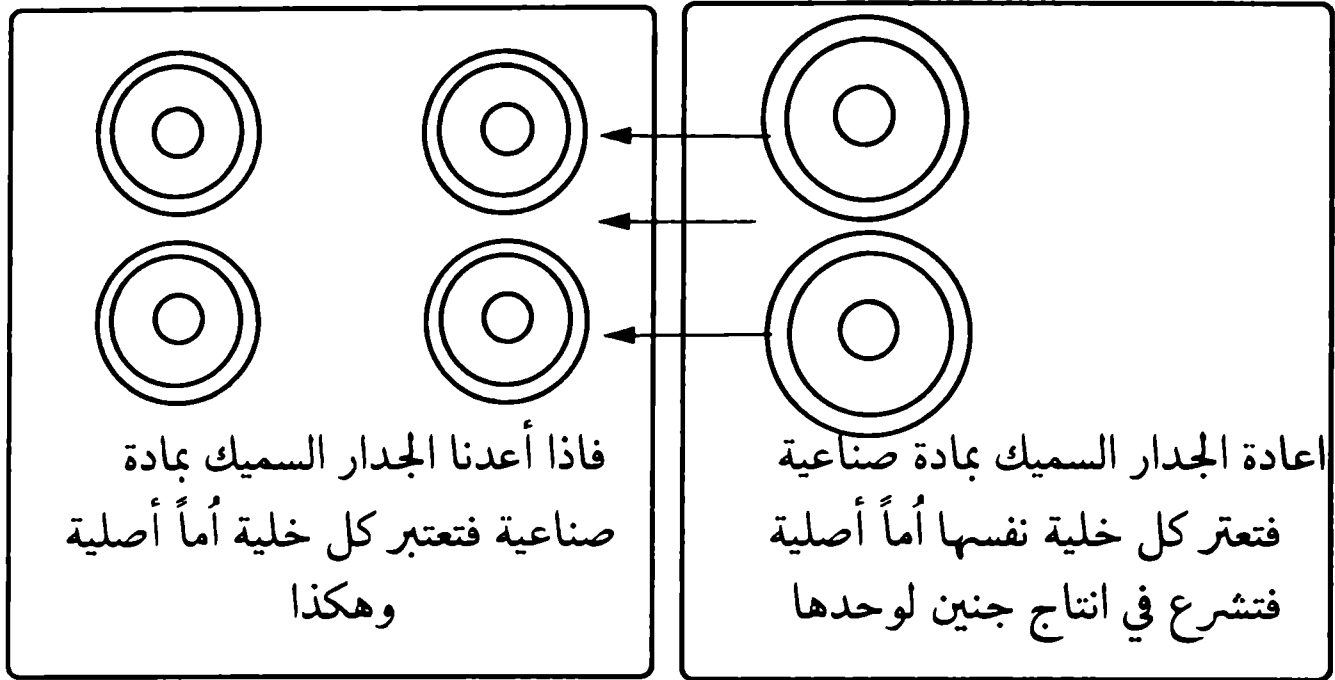 اعادة الجدار السميك بمادة صناعية
فتعتر كل خلية نفسها اُماً أصلية
فتشرع في انتاج جنين لوحدها
فاذا أعدنا الجدار السميك بمادة
صناعية فتعتبر كل خلية اُماً أصلية
وهكذا